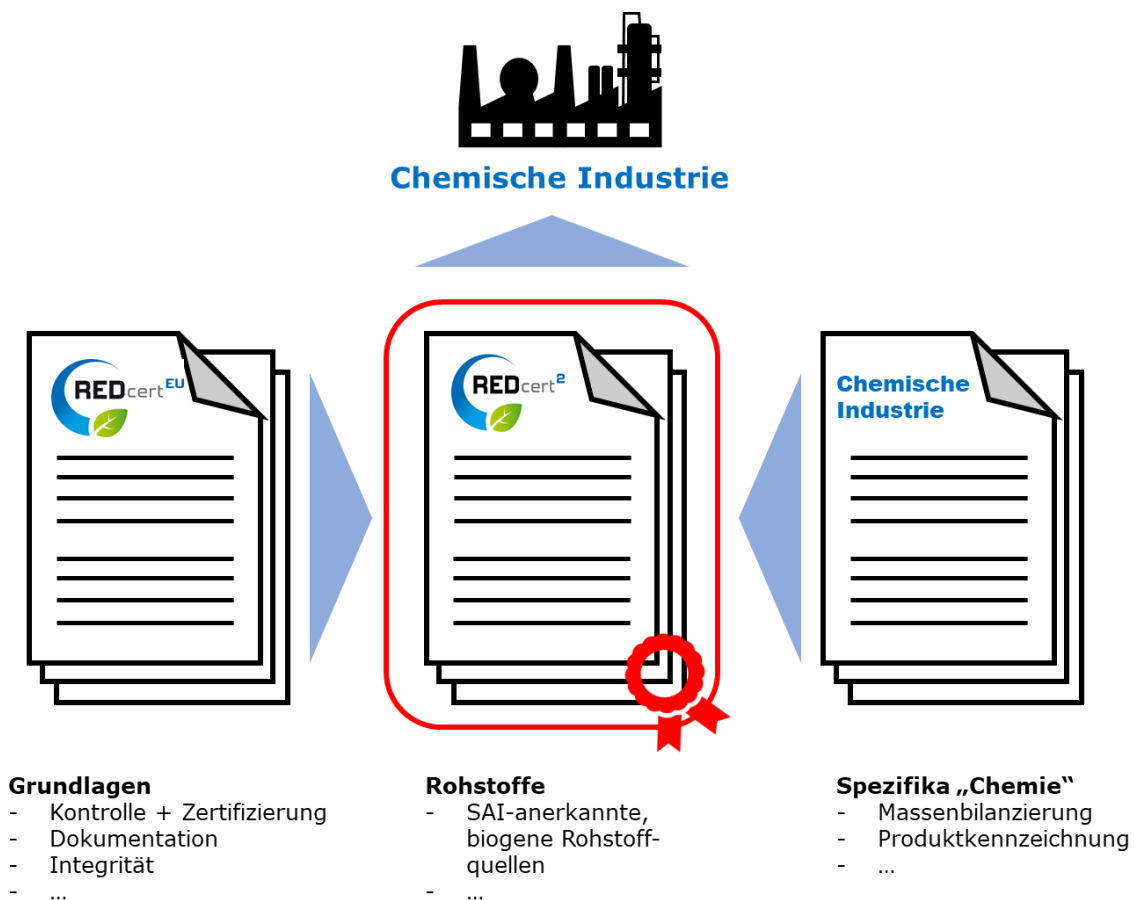 Chemische Industrie
REDcert EU
REDcert²
Chemische
Industrie
Grundlagen
- Kontrolle + Zertifizierung
- Dokumentation
- Integrität
- …
Rohstoffe
- SAI-anerkannte,
biogene Rohstoff-
quellen
- …
Spezifika „Chemie“
- Massenbilanzierung
- Produktkennzeichnung
- …